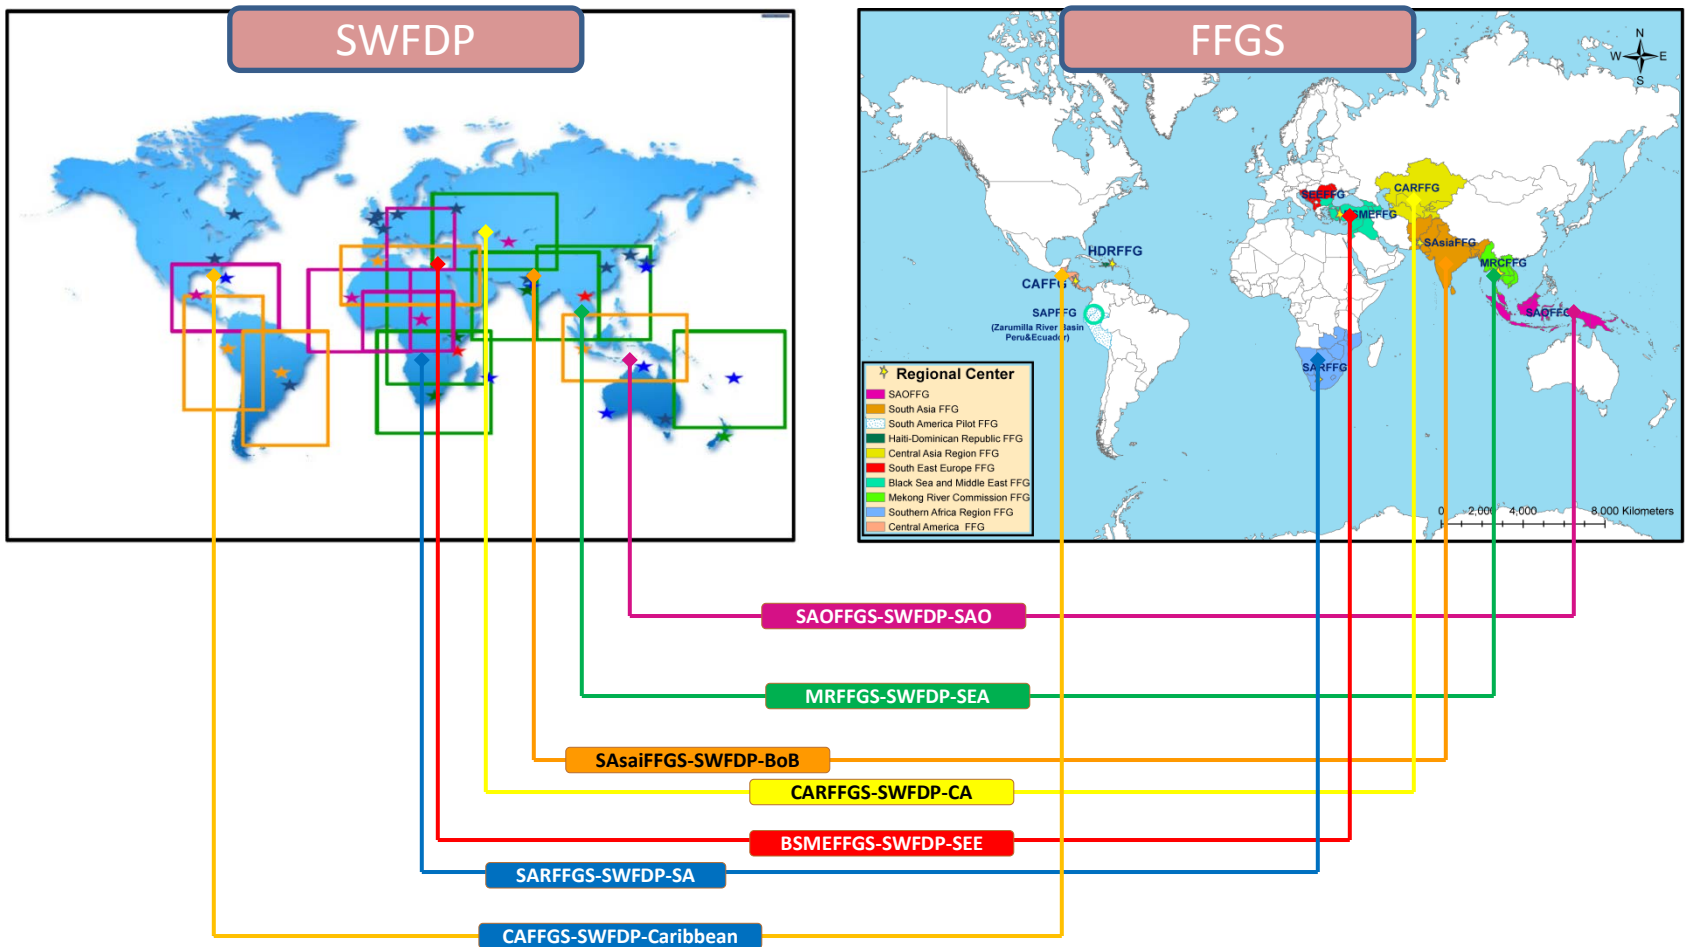 SWFDP
FFGS
N
W E
S
SEEFFG
CARFFG
SMEFFG
SAsiaFFG
HDRFFG
MRCFFG
CAFFG
SAPFFG
(Zarumilla River Basin
Peru&Ecuador)
SAOFFG
SARFFG
Regional Center
SAOFFG
South Asia FFG
South America Pilot FFG
Haiti-Dominican Republic FFG
Central Asia Region FFG
South East Europe FFG
Black Sea and Middle East FFG
Mekong River Commission FFG
Southern Africa Region FFG
Central America FFG
0 2,000 4,000 8,000 Kilometers
SAOFFGS-SWFDP-SAO
MRFFGS-SWFDP-SEA
SAsaiFFGS-SWFDP-BoB
CARFFGS-SWFDP-CA
BSMEFFGS-SWFDP-SEE
SARFFGS-SWFDP-SA
CAFFGS-SWFDP-Caribbean